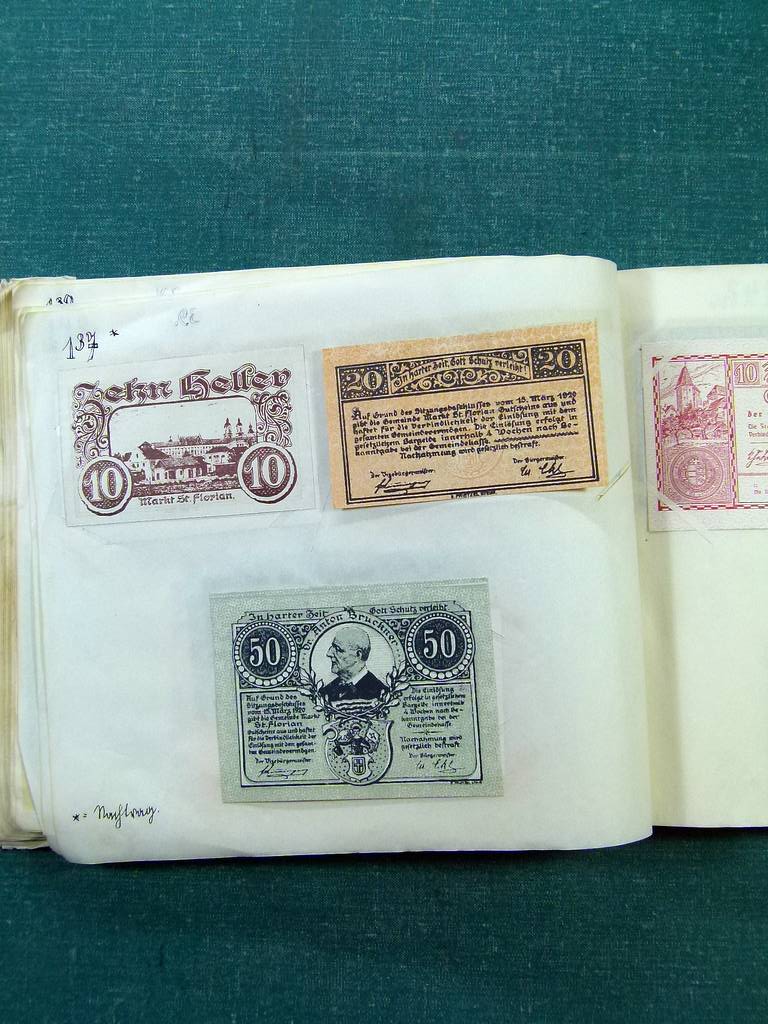 137 *
Zehn Heller
10
10
Markt St. Florian.
20
In harter Zeit Gott Schutz verleiht!
20
Auf Grund des Sitzungsbeschlusses vom 15. März 1920
gibt die Gemeinde Markt St. Florian Gutscheine aus und
haftet für die Verbindlichkeit der Einlösung mit dem
gesamten Gemeindevermögen. Die Einlösung erfolgt in
gesetzlichem Bargelde innerhalb 4 Wochen nach Be-
kanntgabe bei der Gemeindekasse.
Nachahmung wird gesetzlich bestraft.
Der Vizebürgermeister:
Der Bürgermeister:
10
der
In harter Zeit
Gott Schutz verleiht
Dr. Anton Bruckner
50
50
Auf Grund des
Sitzungsbeschlusses
vom 15. März 1920
gibt die Gemeinde Markt
St. Florian
Gutscheine aus und haftet
für die Verbindlichkeit der
Einlösung mit dem gesam-
ten Gemeindevermögen.
Der Vizebürgermeister:
Die Einlösung
erfolgt in gesetzlichem
Bargelde innerhalb
4 Wochen nach Be-
kanntgabe bei der
Gemeindekasse.
Nachahmung wird
gesetzlich bestraft.
Der Bürgermeister:
* = Nachtrag.